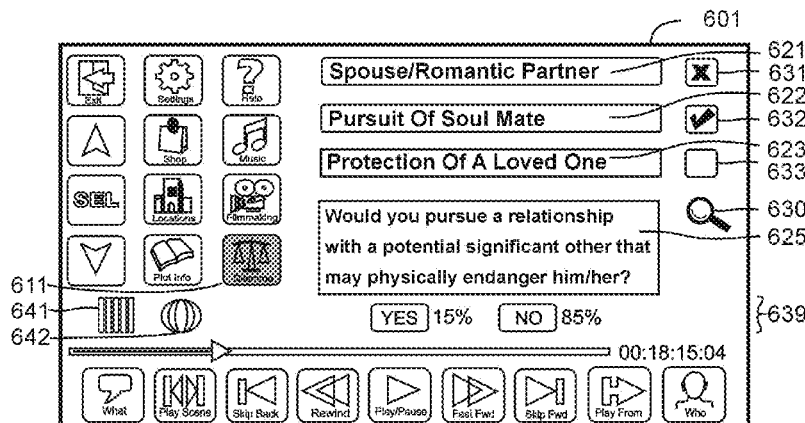 601
Spouse/Romantic Partner
621
631
Exit
Settings
Help
Pursuit Of Soul Mate
622
632
Shop
Music
Protection Of A Loved One
623
633
SEL
Locations
Filmmaking
630
Would you pursue a relationship
with a potential significant other that
may physically endanger him/her?
625
Plot Info
611
641
642
YES 15% NO 85%
639
00:18:15:04
What
Play Scene
Skip Back
Rewind
Play/Pause
Fast Fwd
Skip Fwd
Play From
Who